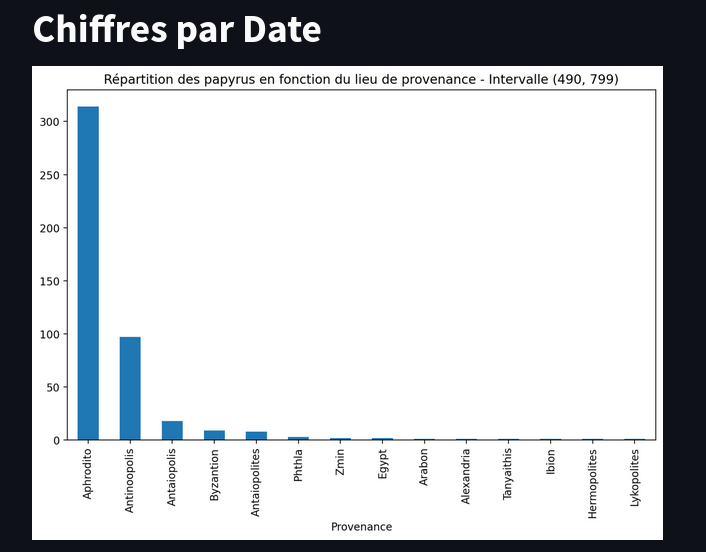 Chiffres par Date
Répartition des papyrus en fonction du lieu de provenance - Intervalle (490, 799)
300
250
200
150
100
50
0
Aphrodito
Antinoopolis
Antaiopolis
Byzantion
Antaiopolites
Phthla
Zmin
Egypt
Arabon
Alexandria
Tanyaithis
Ibion
Hermopolites
Lykopolites
Provenance